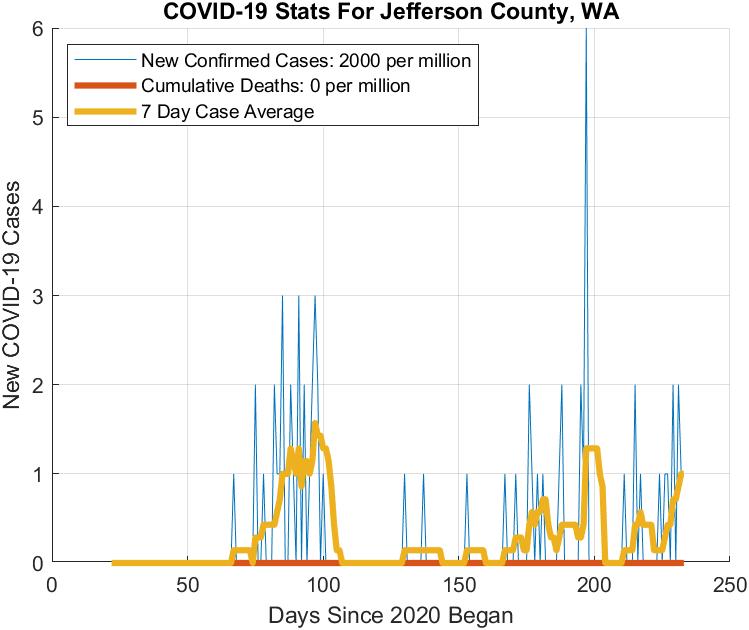 COVID-19 Stats For Jefferson County, WA
New Confirmed Cases: 2000 per million
Cumulative Deaths: 0 per million
7 Day Case Average
New COVID-19 Cases
6
5
4
3
2
1
0
0 50 100 150 200 250
Days Since 2020 Began